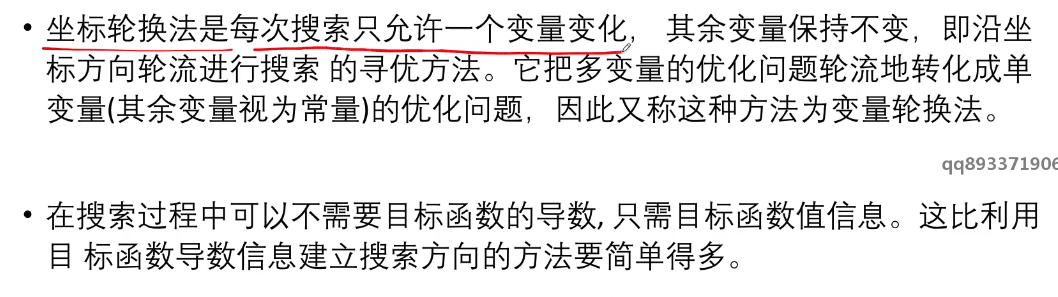 • 坐标轮换法是每次搜索只允许一个变量变化， 其余变量保持不变，即沿坐
标方向轮流进行搜索 的寻优方法。它把多变量的优化问题轮流地转化成单
变量(其余变量视为常量)的优化问题，因此又称这种方法为变量轮换法。
qq893371906
• 在搜索过程中可以不需要目标函数的导数, 只需目标函数值信息。这比利用
目 标函数导数信息建立搜索方向的方法要简单得多。